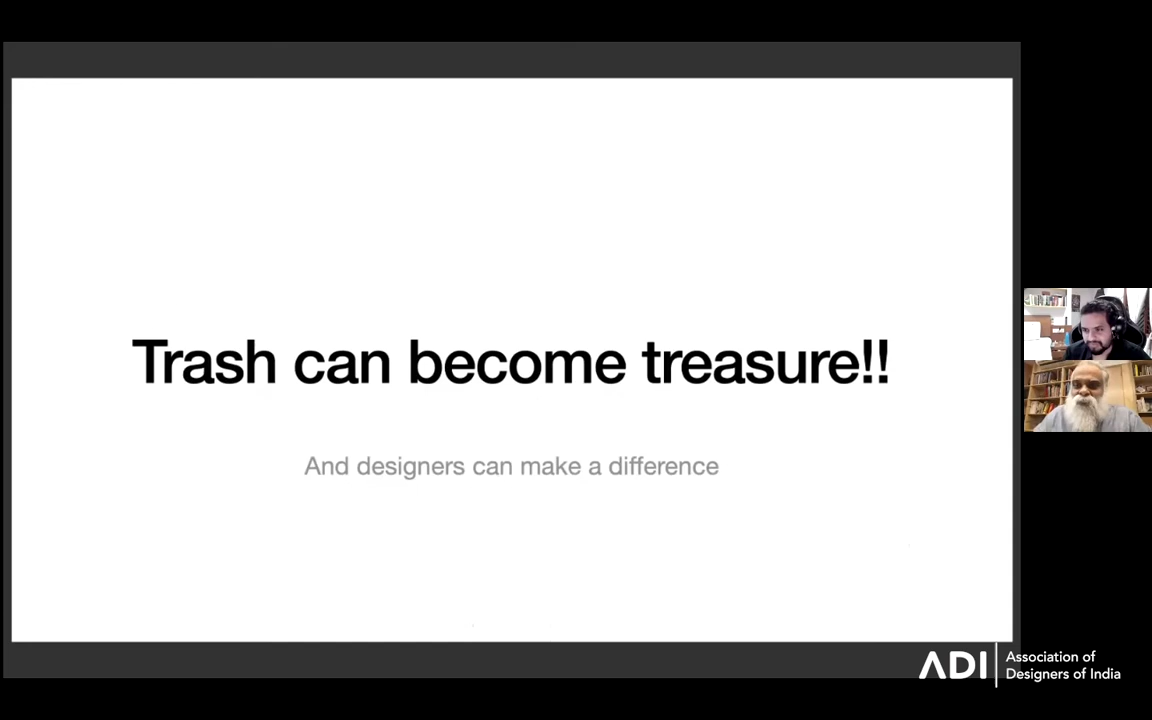 Trash can become treasure!!
And designers can make a difference
ADI
Association of
Designers of India